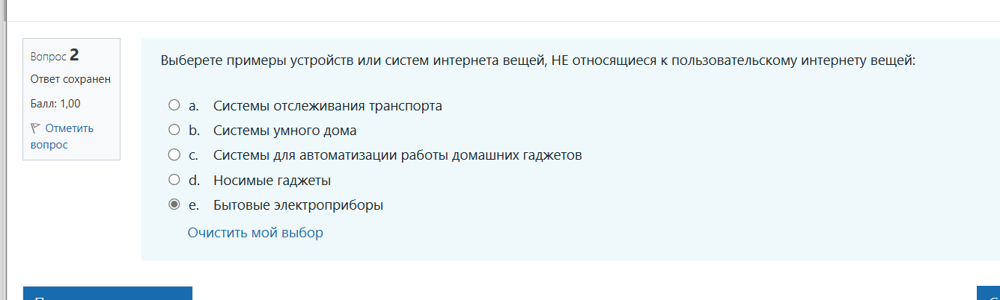 Вопрос 2
Ответ сохранен
Балл: 1,00
Отметить
вопрос
Выберете примеры устройств или систем интернета вещей, НЕ относящиеся к пользовательскому интернету вещей:
a. Системы отслеживания транспорта
b. Системы умного дома
c. Системы для автоматизации работы домашних гаджетов
d. Носимые гаджеты
e. Бытовые электроприборы
Очистить мой выбор